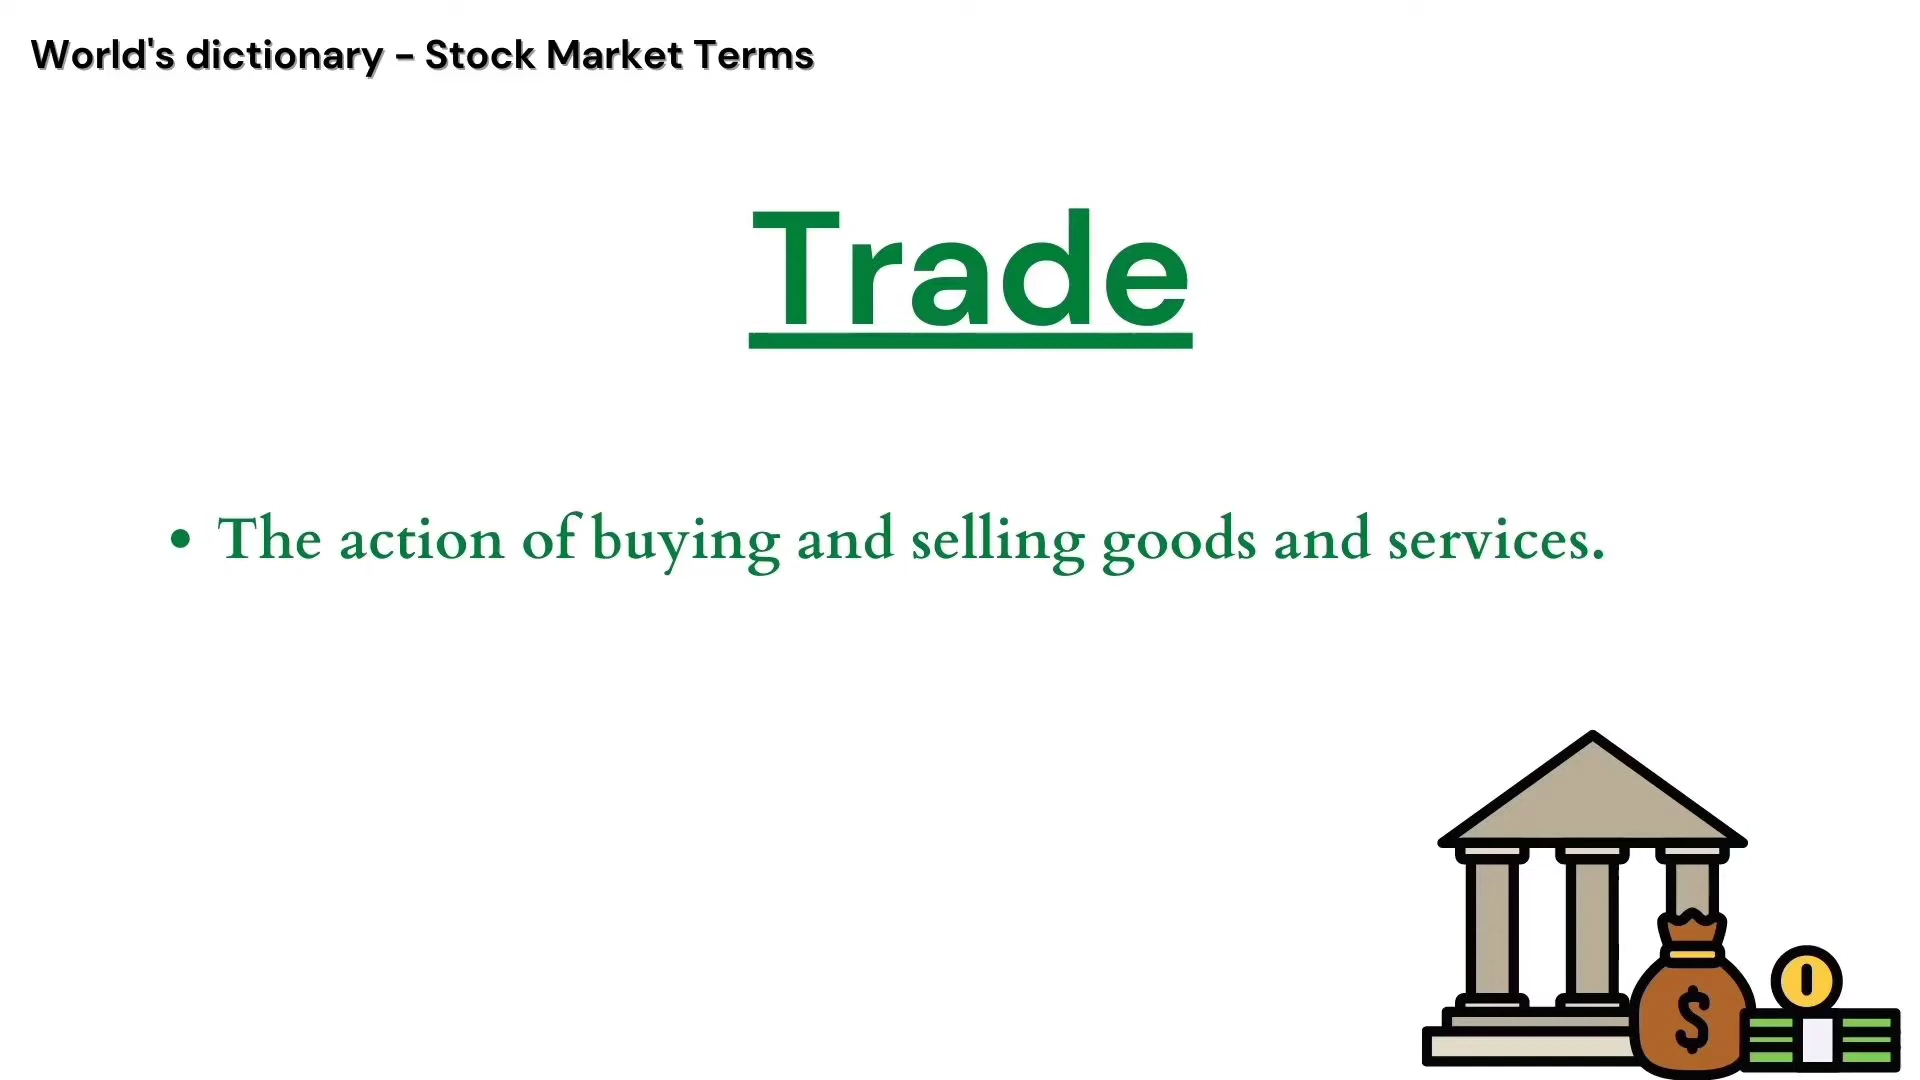 World's dictionary - Stock Market Terms
Trade
• The action of buying and selling goods and services.
$